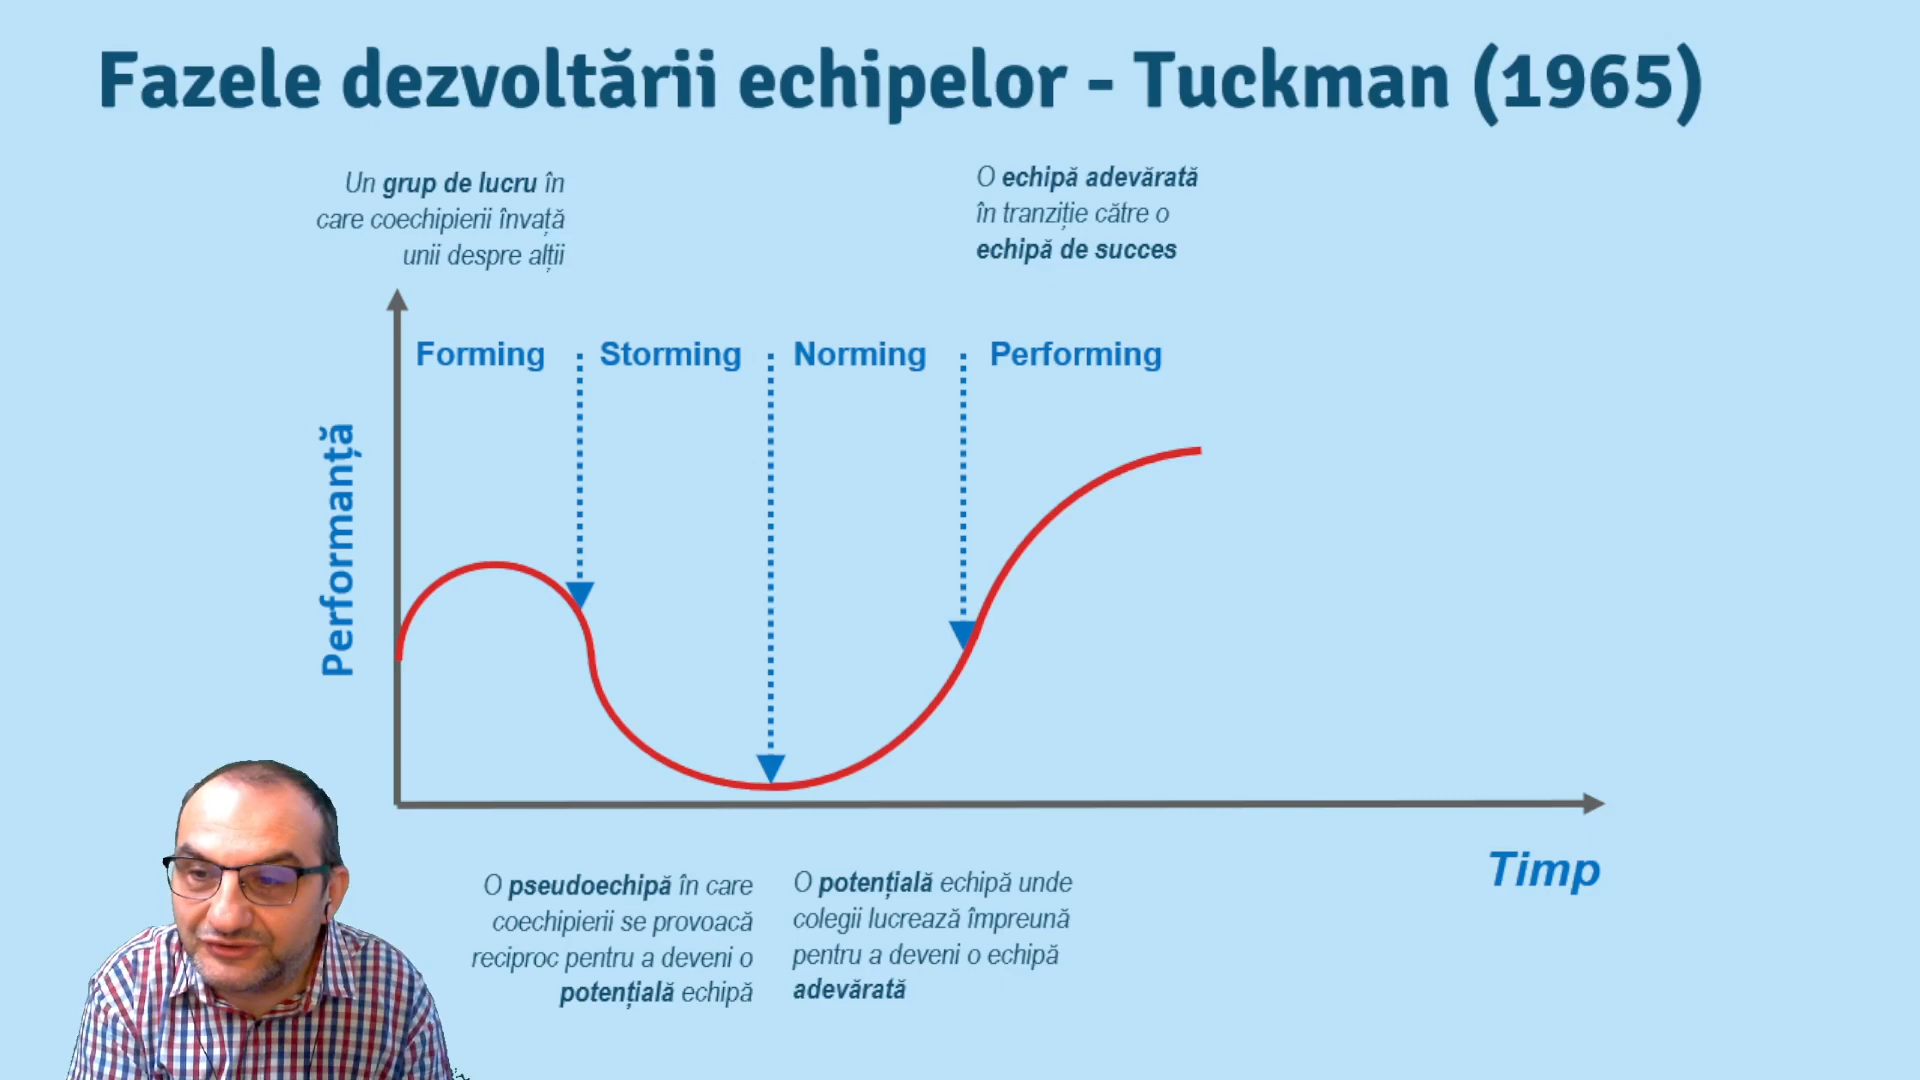 Fazele dezvoltării echipelor - Tuckman (1965)
Un grup de lucru în
care coechipierii învață
unii despre alții
O echipă adevărată
în tranziție către o
echipă de succes
Forming
Storming
Norming
Performing
Performanță
Timp
O pseudoechipă în care
coechipierii se provoacă
reciproc pentru a deveni o
potențială echipă
O potențială echipă unde
colegii lucrează împreună
pentru a deveni o echipă
adevărată